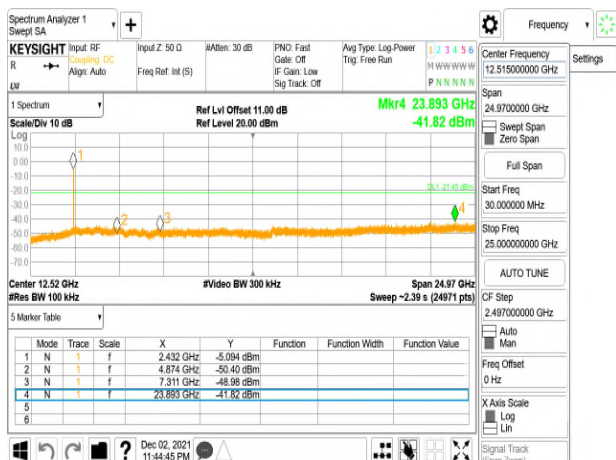 Spectrum Analyzer 1
Swept SA
+
Frequency
Settings
KEYSIGHT Input: RF
R
Coupling: DC
Align: Auto
LXI
Input Z: 50 Ω
Freq Ref: Int (S)
#Atten: 30 dB
PNO: Fast
Gate: Off
IF Gain: Low
Sig Track: Off
Avg Type: Log-Power
Trig: Free Run
1 2 3 4 5 6
M W W W W W
P N N N N N
1 Spectrum
Scale/Div 10 dB
Ref Lvl Offset 11.00 dB
Ref Level 20.00 dBm
Mkr4 23.893 GHz
-41.82 dBm
Log
10.0
0.00
-10.0
-20.0
-30.0
-40.0
-50.0
-60.0
-70.0
1
2
3
4
Center 12.52 GHz
#Res BW 100 kHz
#Video BW 300 kHz
Span 24.97 GHz
Sweep ~2.39 s (24971 pts)
5 Marker Table
Mode Trace Scale X Y Function Function Width Function Value
1 N 1 f 2.432 GHz -5.094 dBm
2 N 1 f 4.874 GHz -50.40 dBm
3 N 1 f 7.311 GHz -48.98 dBm
4 N 1 f 23.893 GHz -41.82 dBm
5
6
?
Dec 02, 2021
11:44:45 PM
Center Frequency
12.515000000 GHz
Span
24.9700000 GHz
Swept Span
Zero Span
Full Span
Start Freq
30.000000 MHz
Stop Freq
25.000000000 GHz
AUTO TUNE
CF Step
2.497000000 GHz
Auto
Man
Freq Offset
0 Hz
X Axis Scale
Log
Lin
Signal Track